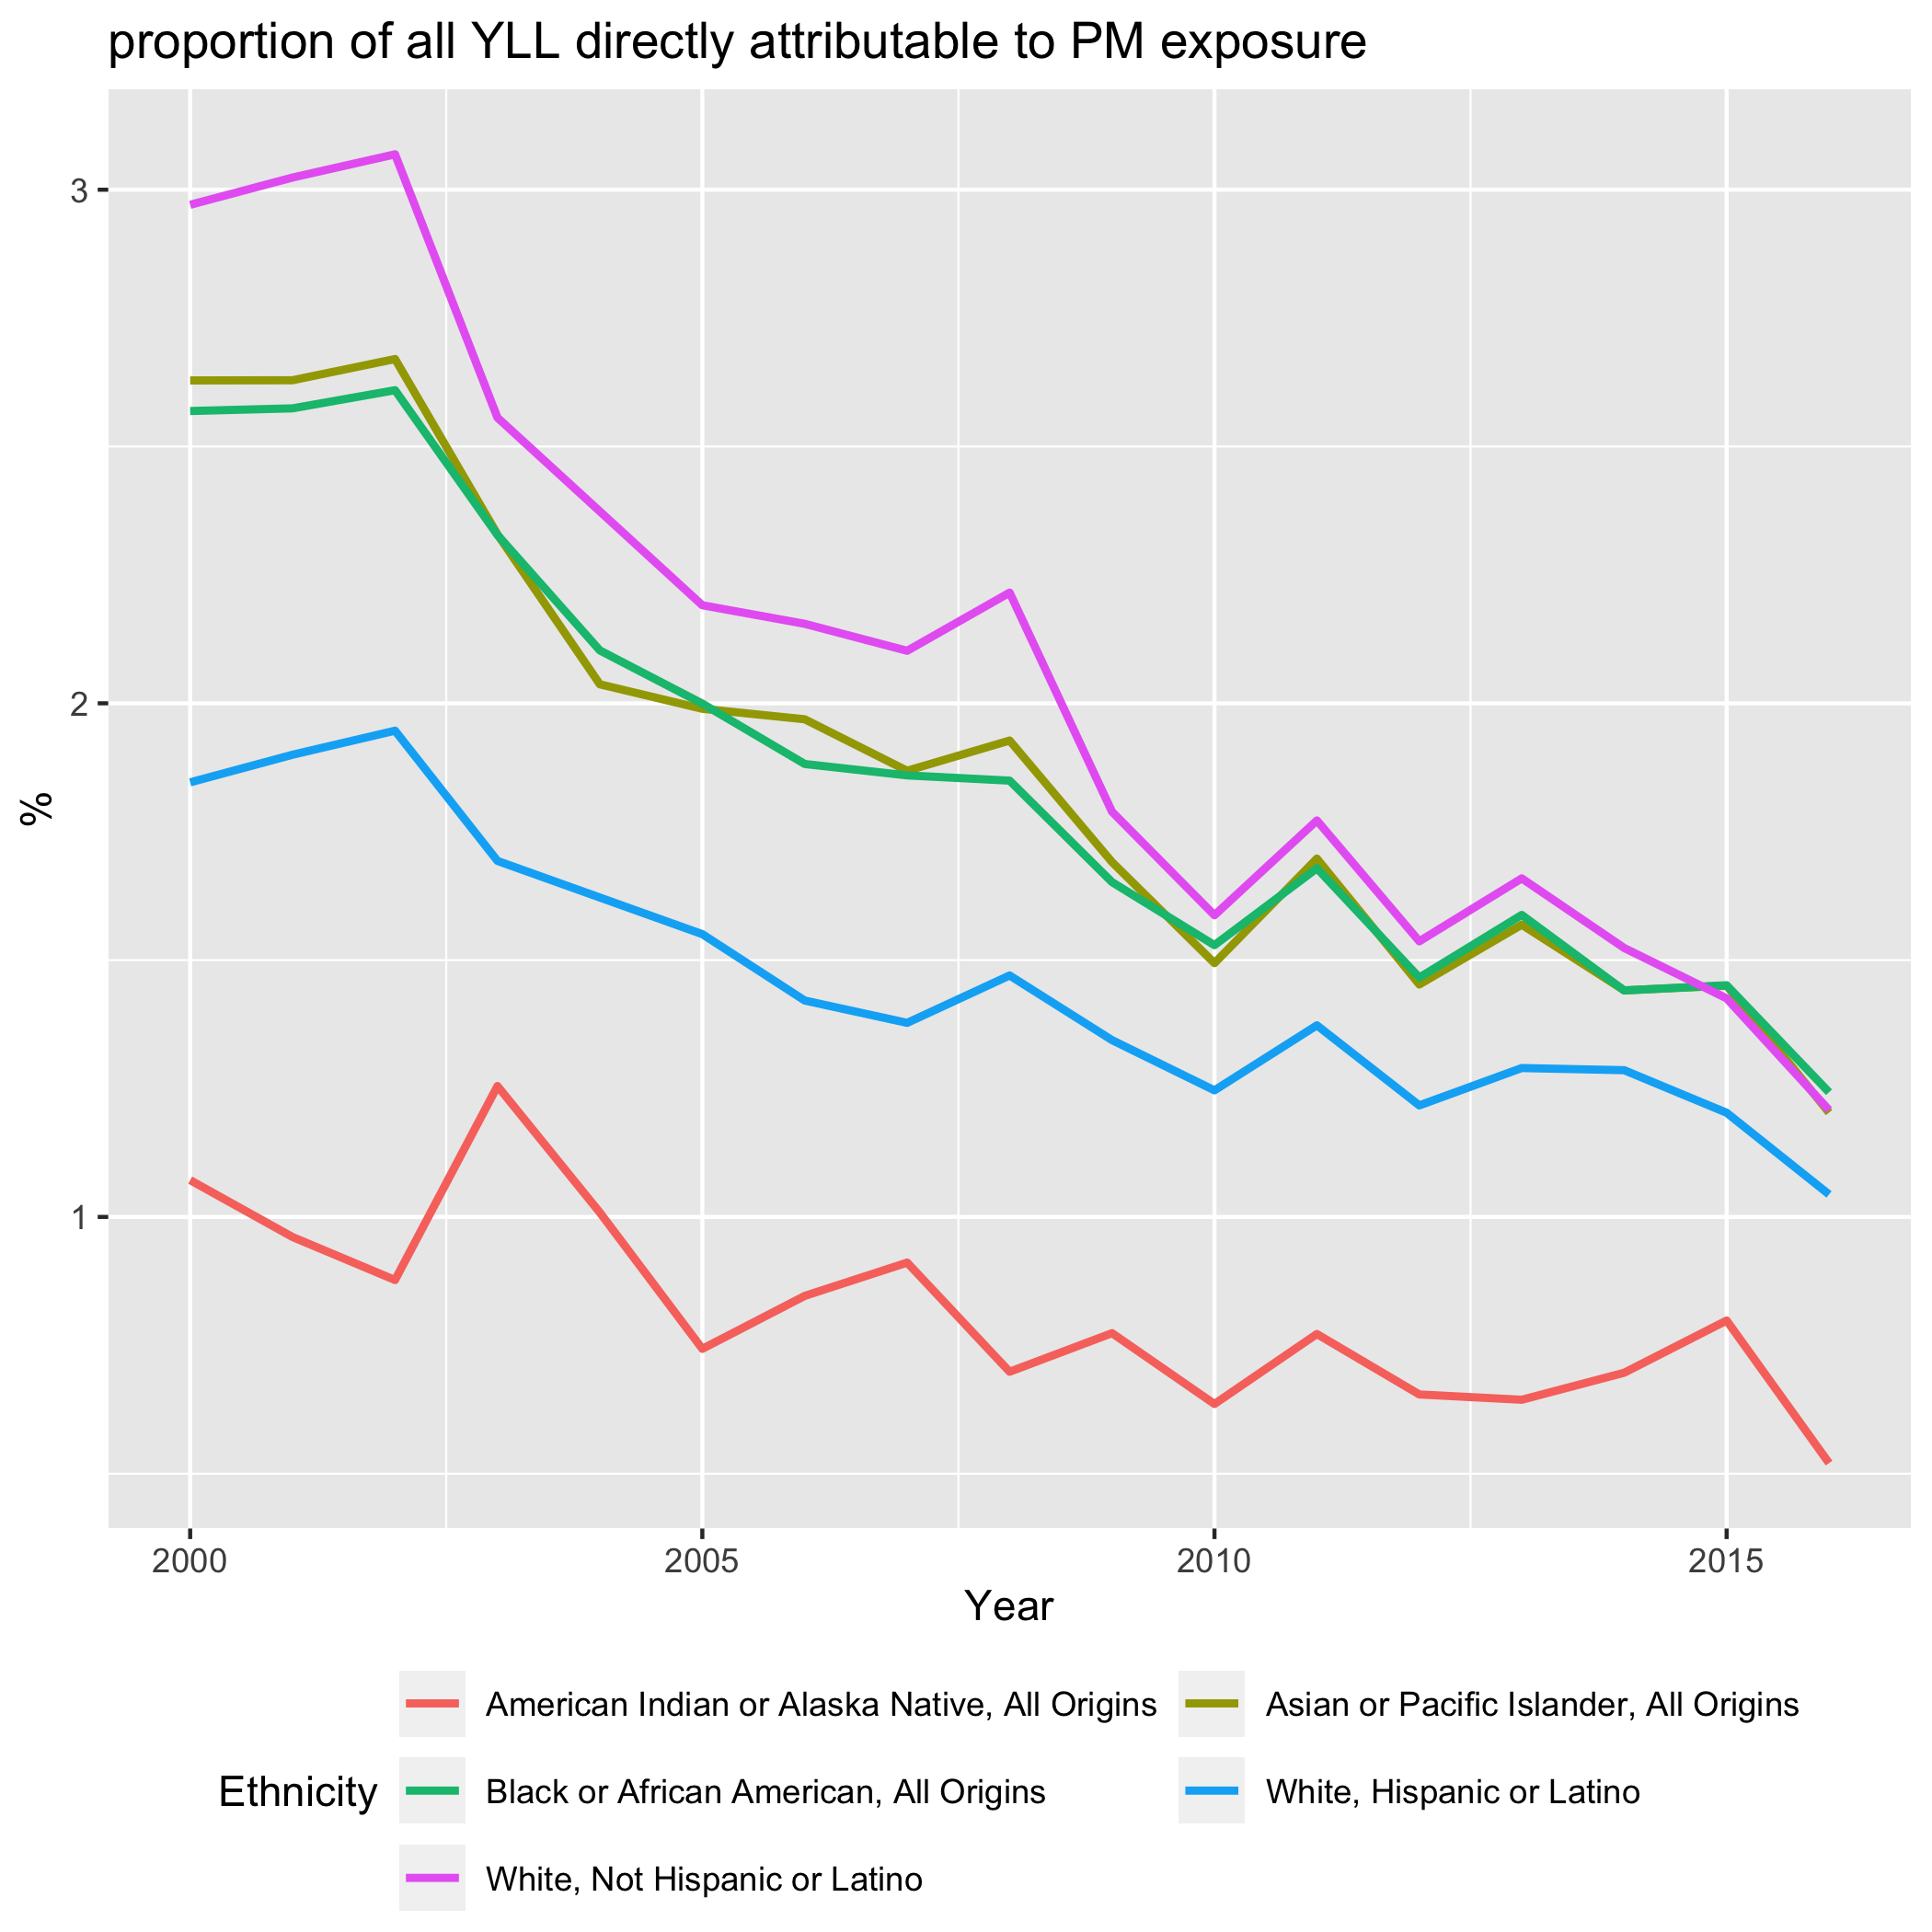 proportion of all YLL directly attributable to PM exposure
3
2
1
%
2000 2005 2010 2015
Year
Ethnicity
American Indian or Alaska Native, All Origins
Asian or Pacific Islander, All Origins
Black or African American, All Origins
White, Hispanic or Latino
White, Not Hispanic or Latino